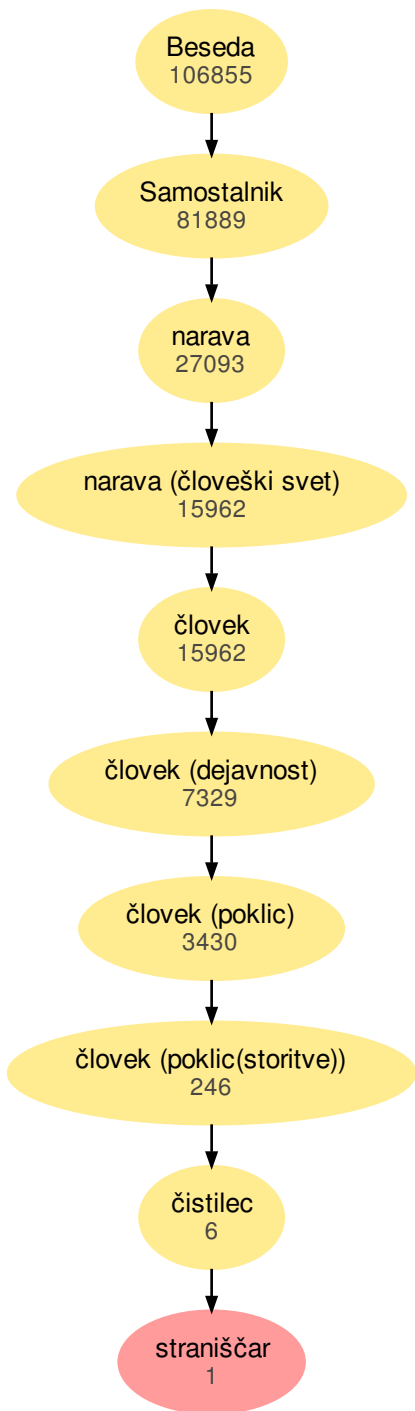 Beseda
106855
Samostalnik
81889
narava
27093
narava (človeški svet)
15962
človek
15962
človek (dejavnost)
7329
človek (poklic)
3430
človek (poklic(storitve))
246
čistilec
6
straniščar
1